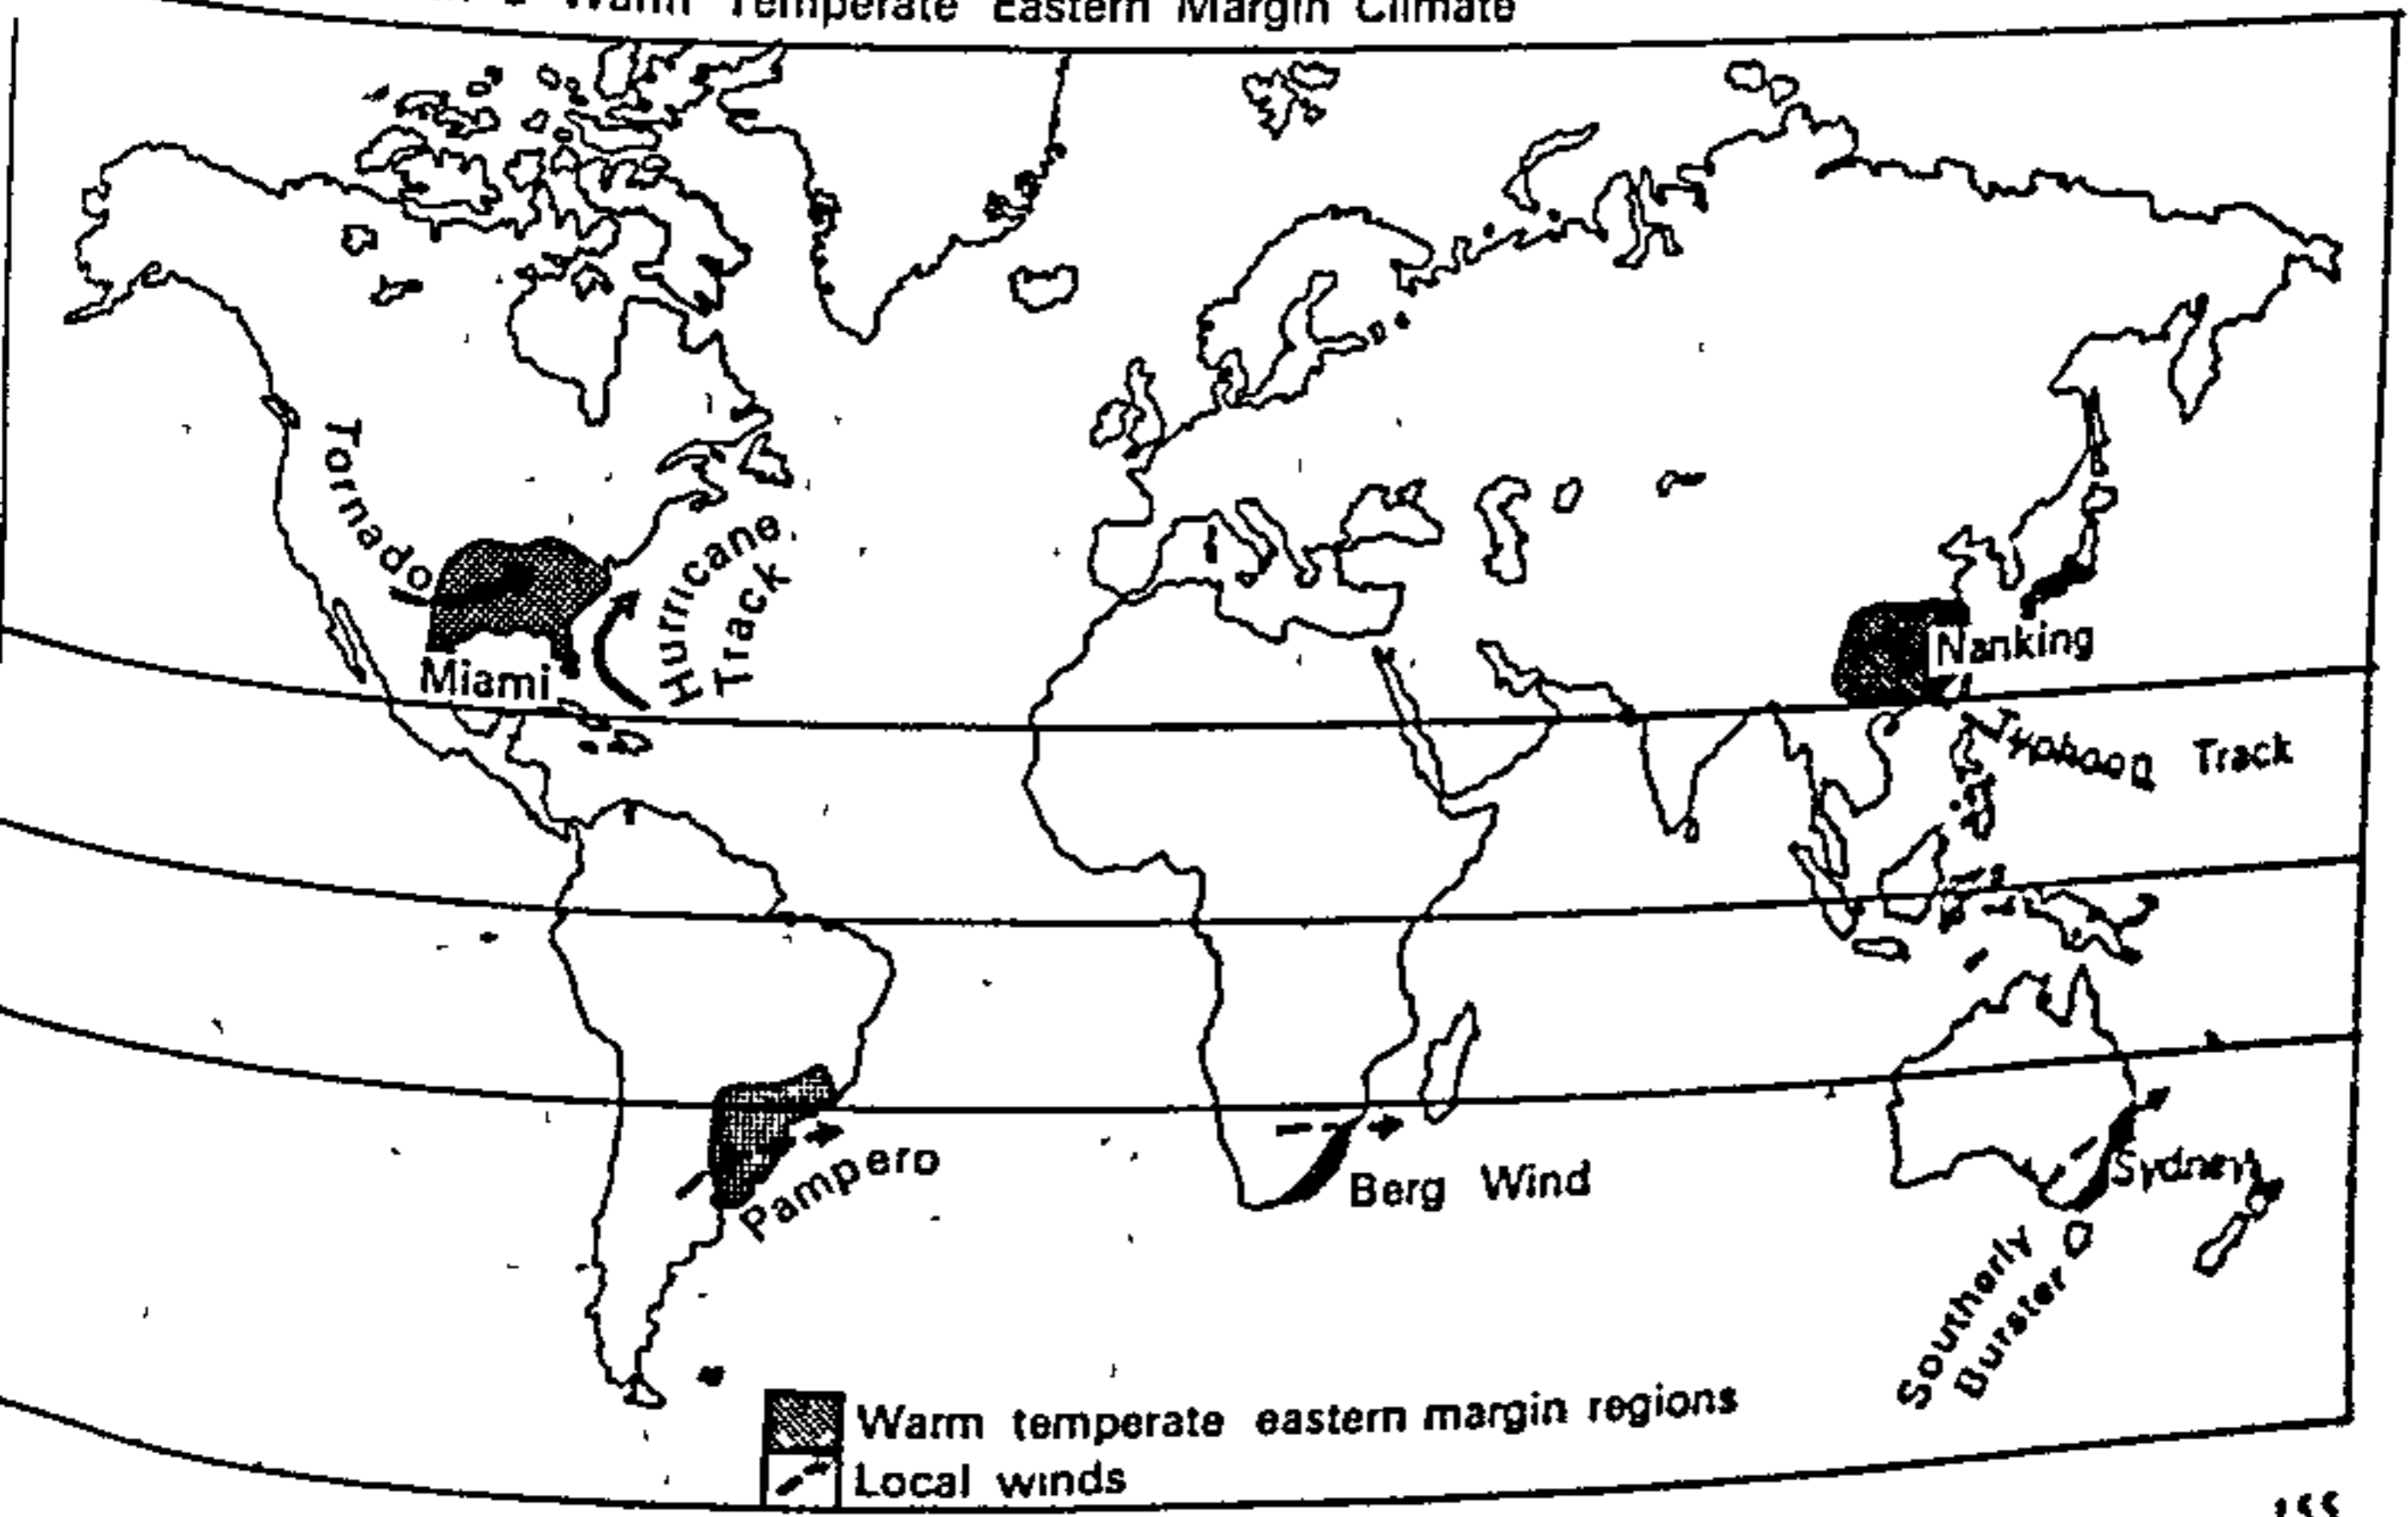 Warm Temperate Eastern Margin Climate
Tornado
Hurricane
Track
Miami
Nanking
Typhoon Track
Pampero
Berg Wind
Sydney
Southerly
Burster
Warm temperate eastern margin regions
Local winds